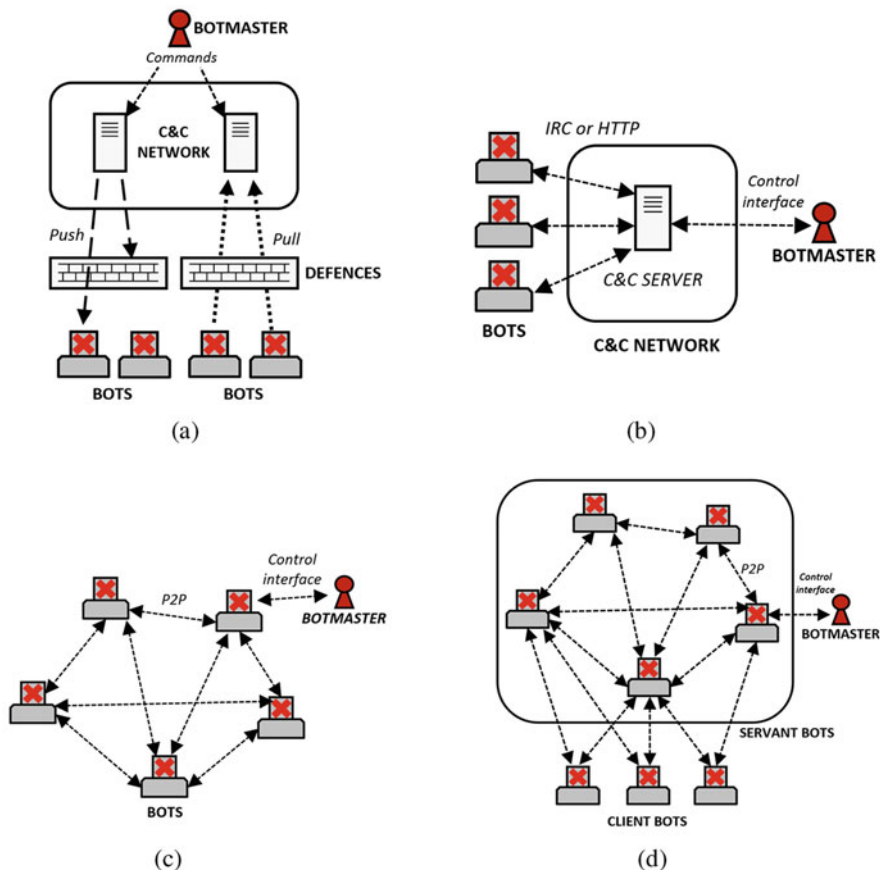 BOTMASTER
Commands
C&C
NETWORK
Push
Pull
DEFENCES
BOTS
BOTS
(a)
IRC or HTTP
Control
interface
BOTMASTER
C&C SERVER
BOTS
C&C NETWORK
(b)
Control
interface
P2P
BOTMASTER
BOTS
(c)
P2P
Control
interface
BOTMASTER
SERVANT BOTS
CLIENT BOTS
(d)